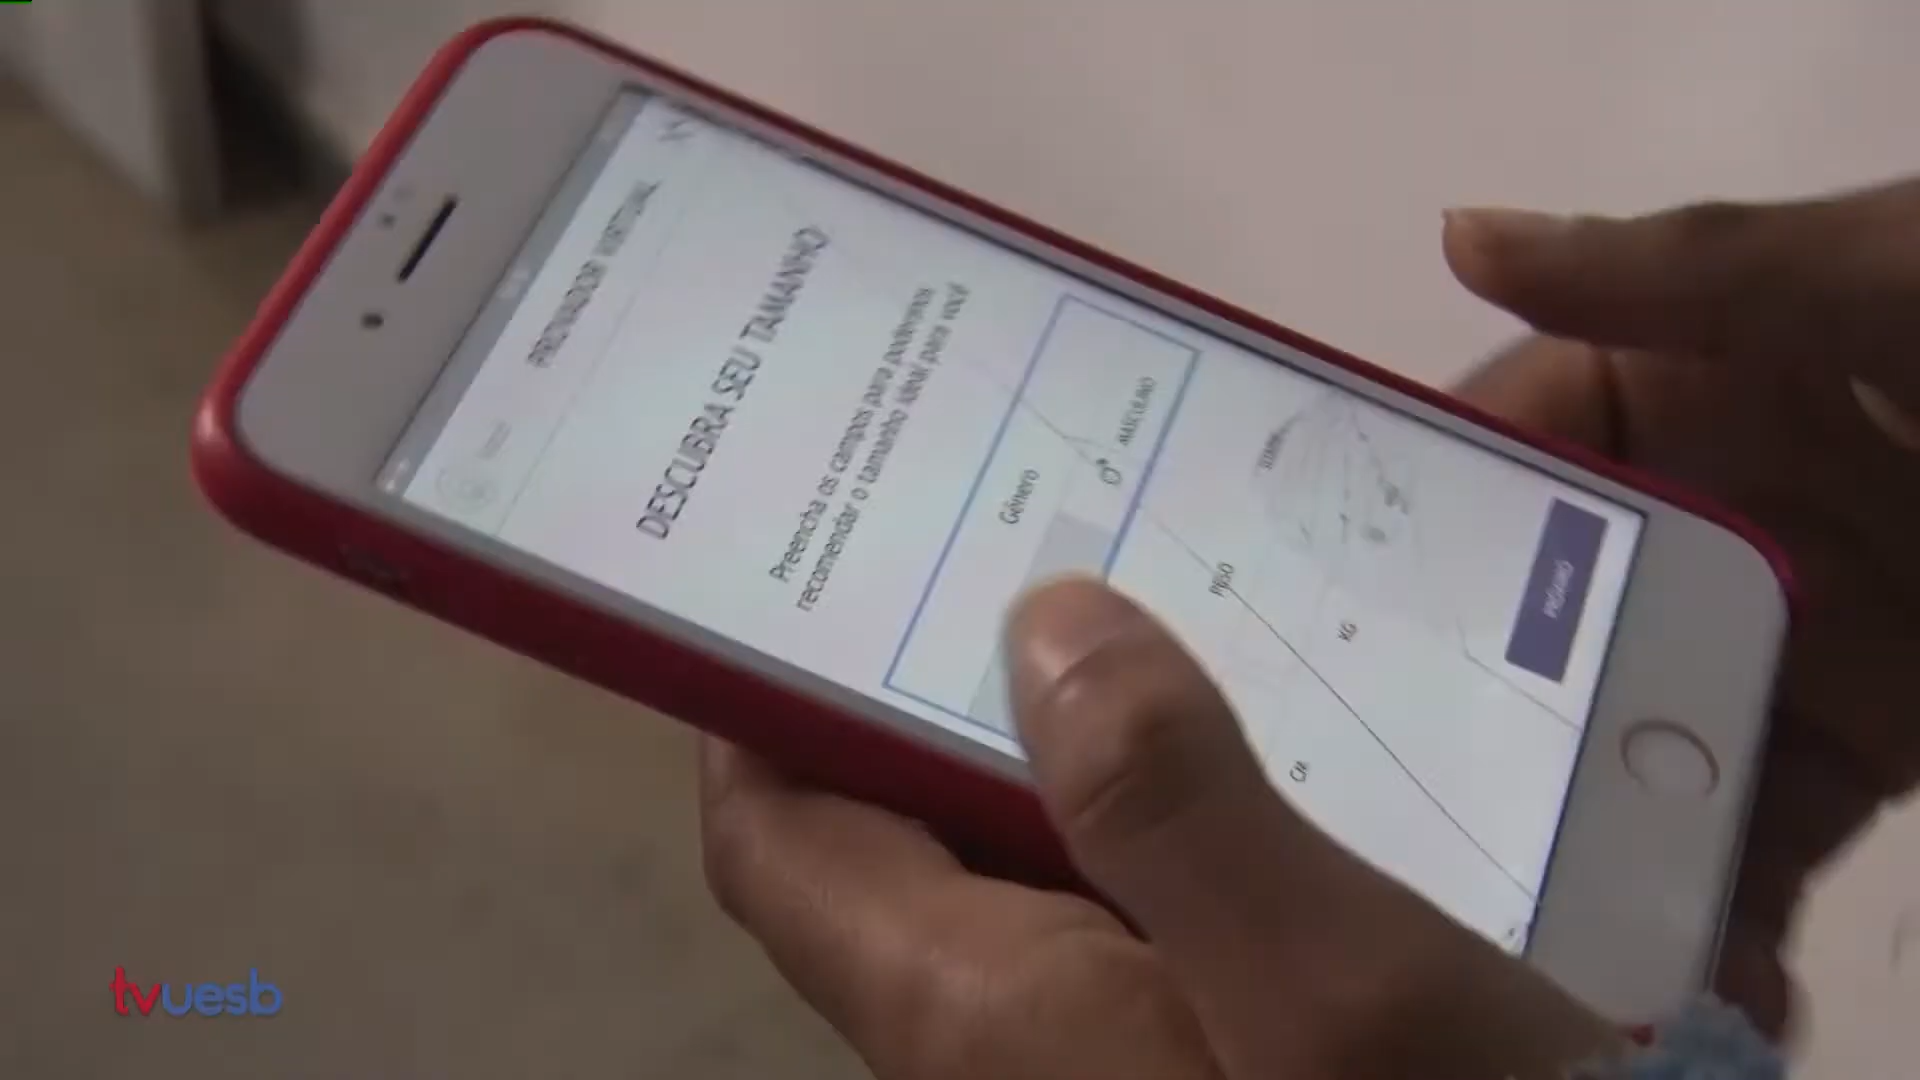 PROVADOR VIRTUAL
DESCUBRA SEU TAMANHO
Preencha os campos para podermos
recomendar o tamanho ideal para você
Gênero
MASCULINO
PESO
KG
CM
PRÓXIMO
tvuesb